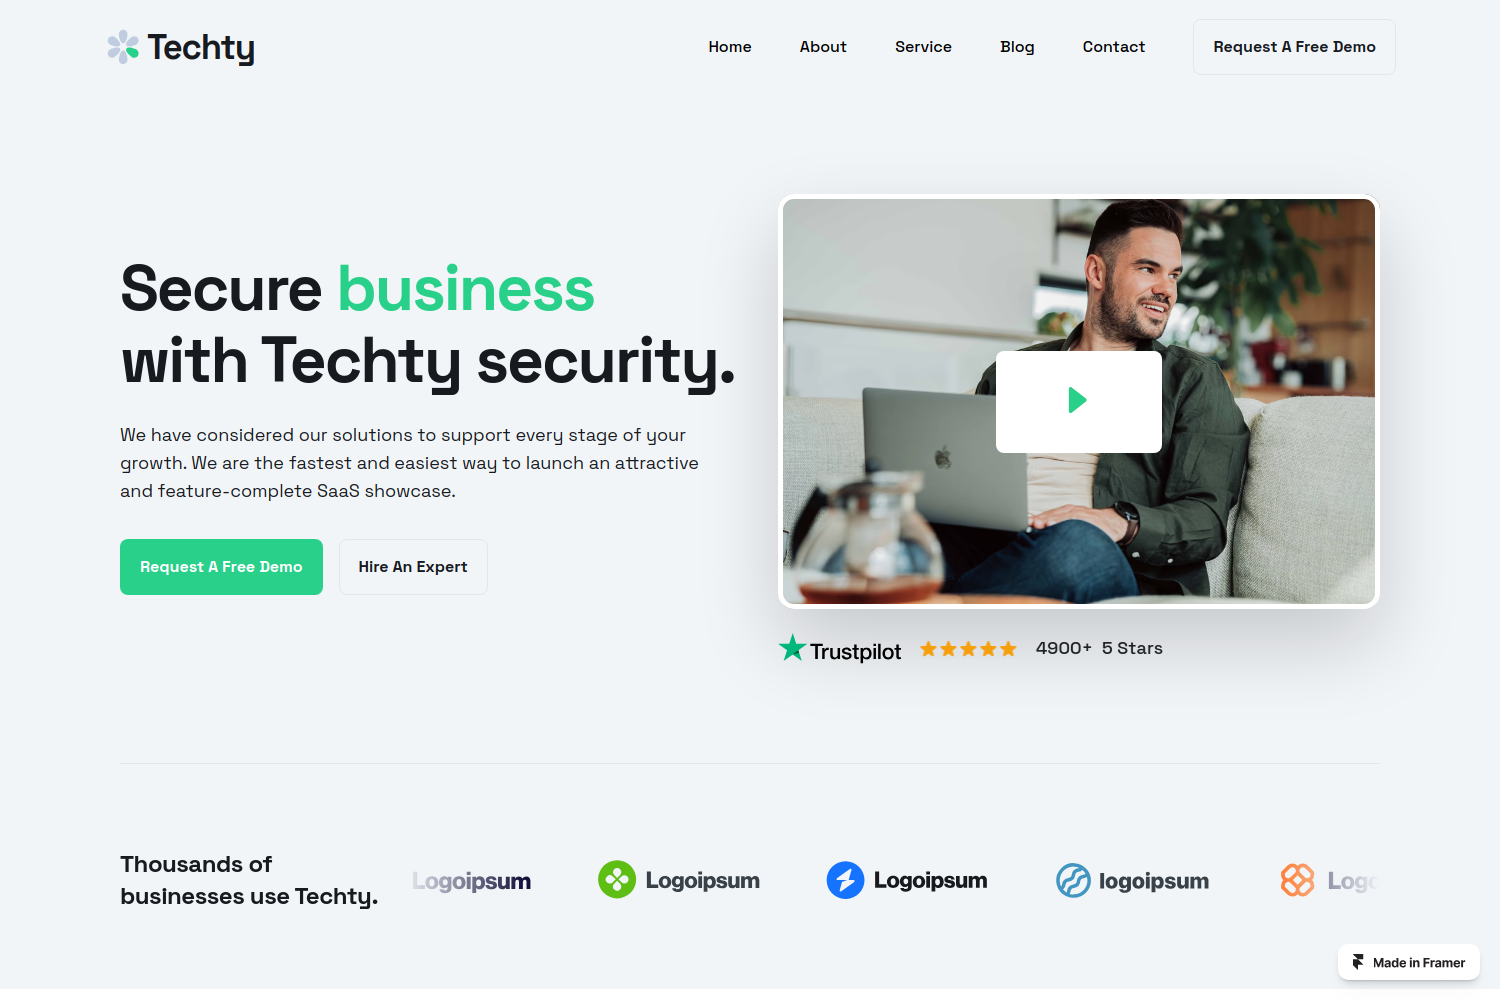 Techty
Home
About
Service
Blog
Contact
Request A Free Demo
Secure business
with Techty security.
We have considered our solutions to support every stage of your
growth. We are the fastest and easiest way to launch an attractive
and feature-complete SaaS showcase.
Request A Free Demo
Hire An Expert
Trustpilot
4900+ 5 Stars
Thousands of
businesses use Techty.
Logoipsum
Logoipsum
Logoipsum
logoipsum
Logo
Made in Framer